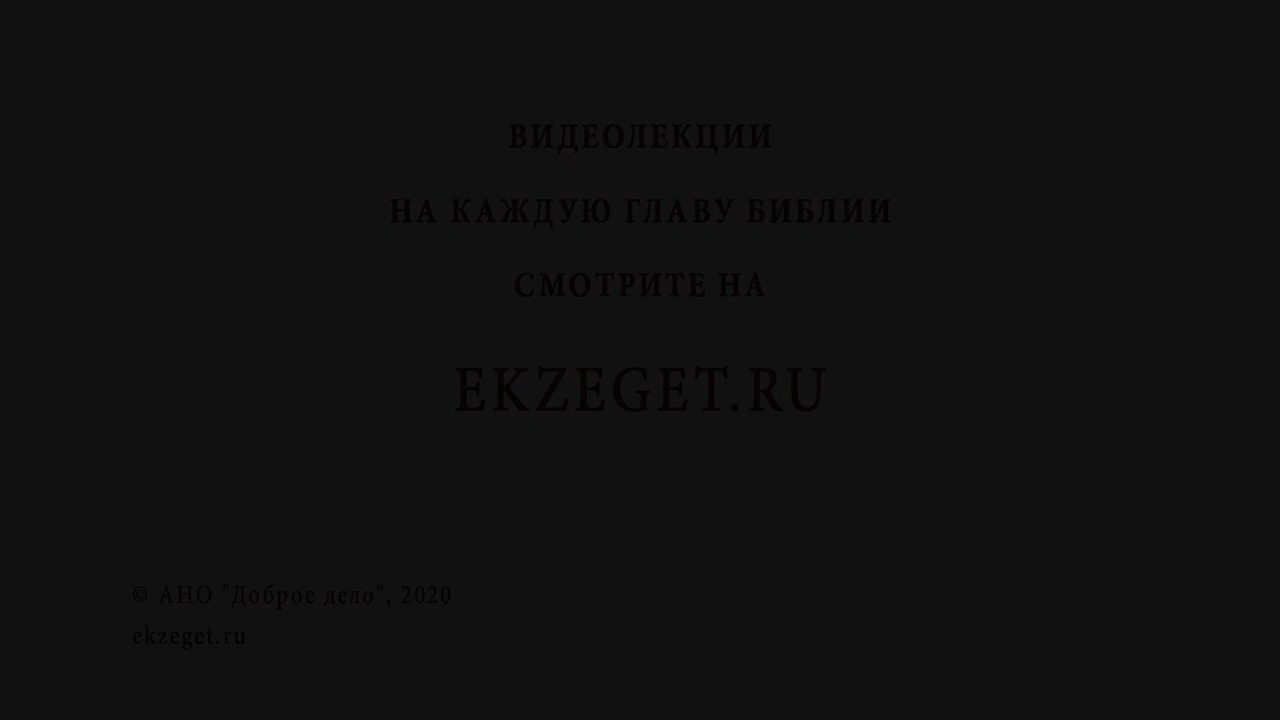 ВИДЕОЛЕКЦИИ
НА КАЖДУЮ ГЛАВУ БИБЛИИ
СМОТРИТЕ НА
EKZEGET.RU
© АНО "Доброе дело", 2020
ekzeget.ru